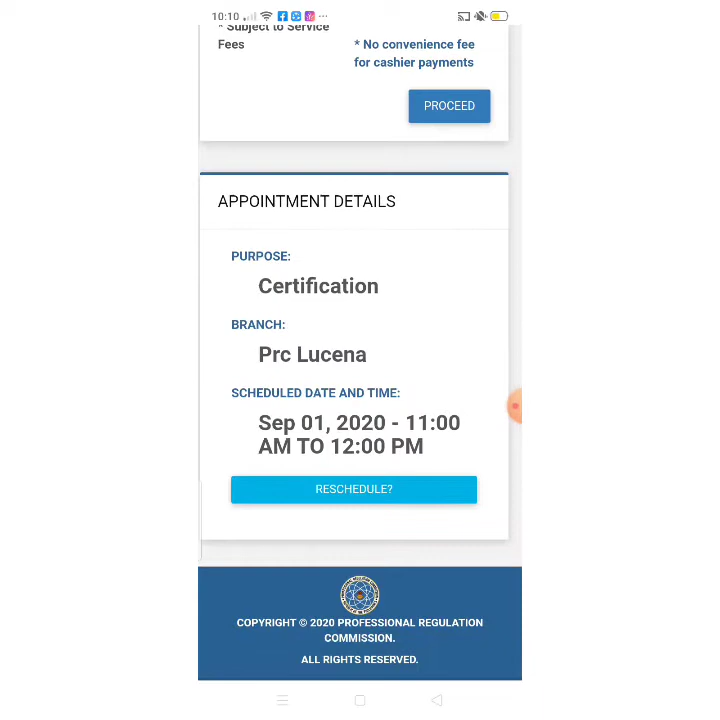 10:10
* Subject to Service
Fees
* No convenience fee
for cashier payments
PROCEED
APPOINTMENT DETAILS
PURPOSE:
Certification
BRANCH:
Prc Lucena
SCHEDULED DATE AND TIME:
Sep 01, 2020 - 11:00
AM TO 12:00 PM
RESCHEDULE?
COPYRIGHT © 2020 PROFESSIONAL REGULATION
COMMISSION.
ALL RIGHTS RESERVED.